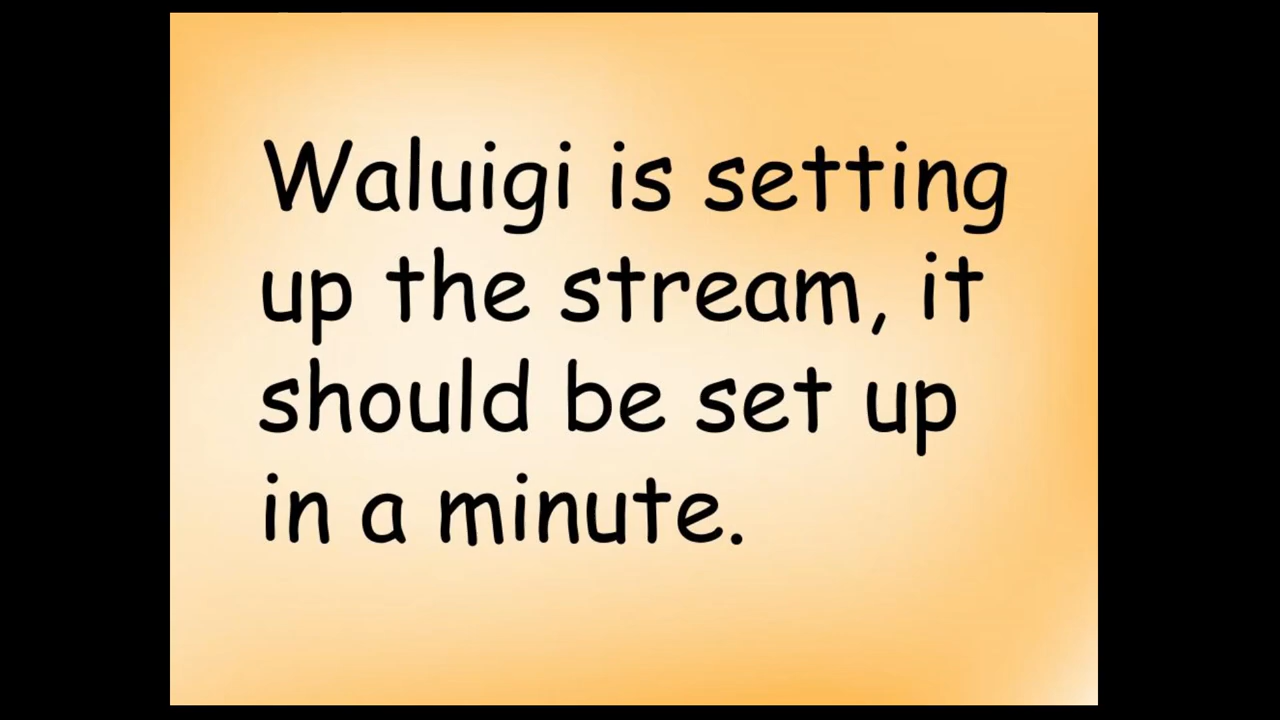 Waluigi is setting
up the stream, it
should be set up
in a minute.